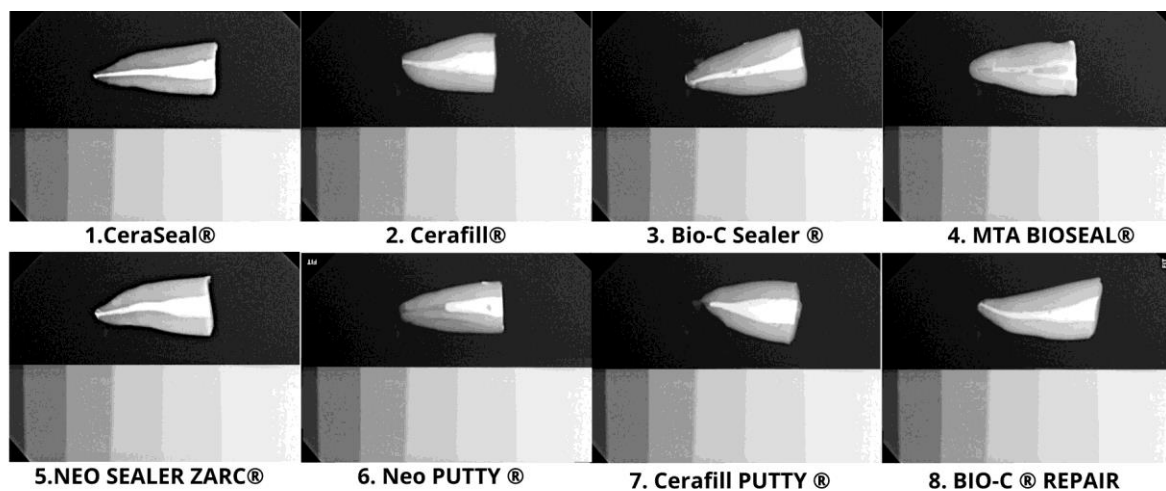 1.CeraSeal®
2. Cerafill®
3. Bio-C Sealer ®
4. MTA BIOSEAL®
5.NEO SEALER ZARC®
6. Neo PUTTY ®
7. Cerafill PUTTY ®
8. BIO-C ® REPAIR